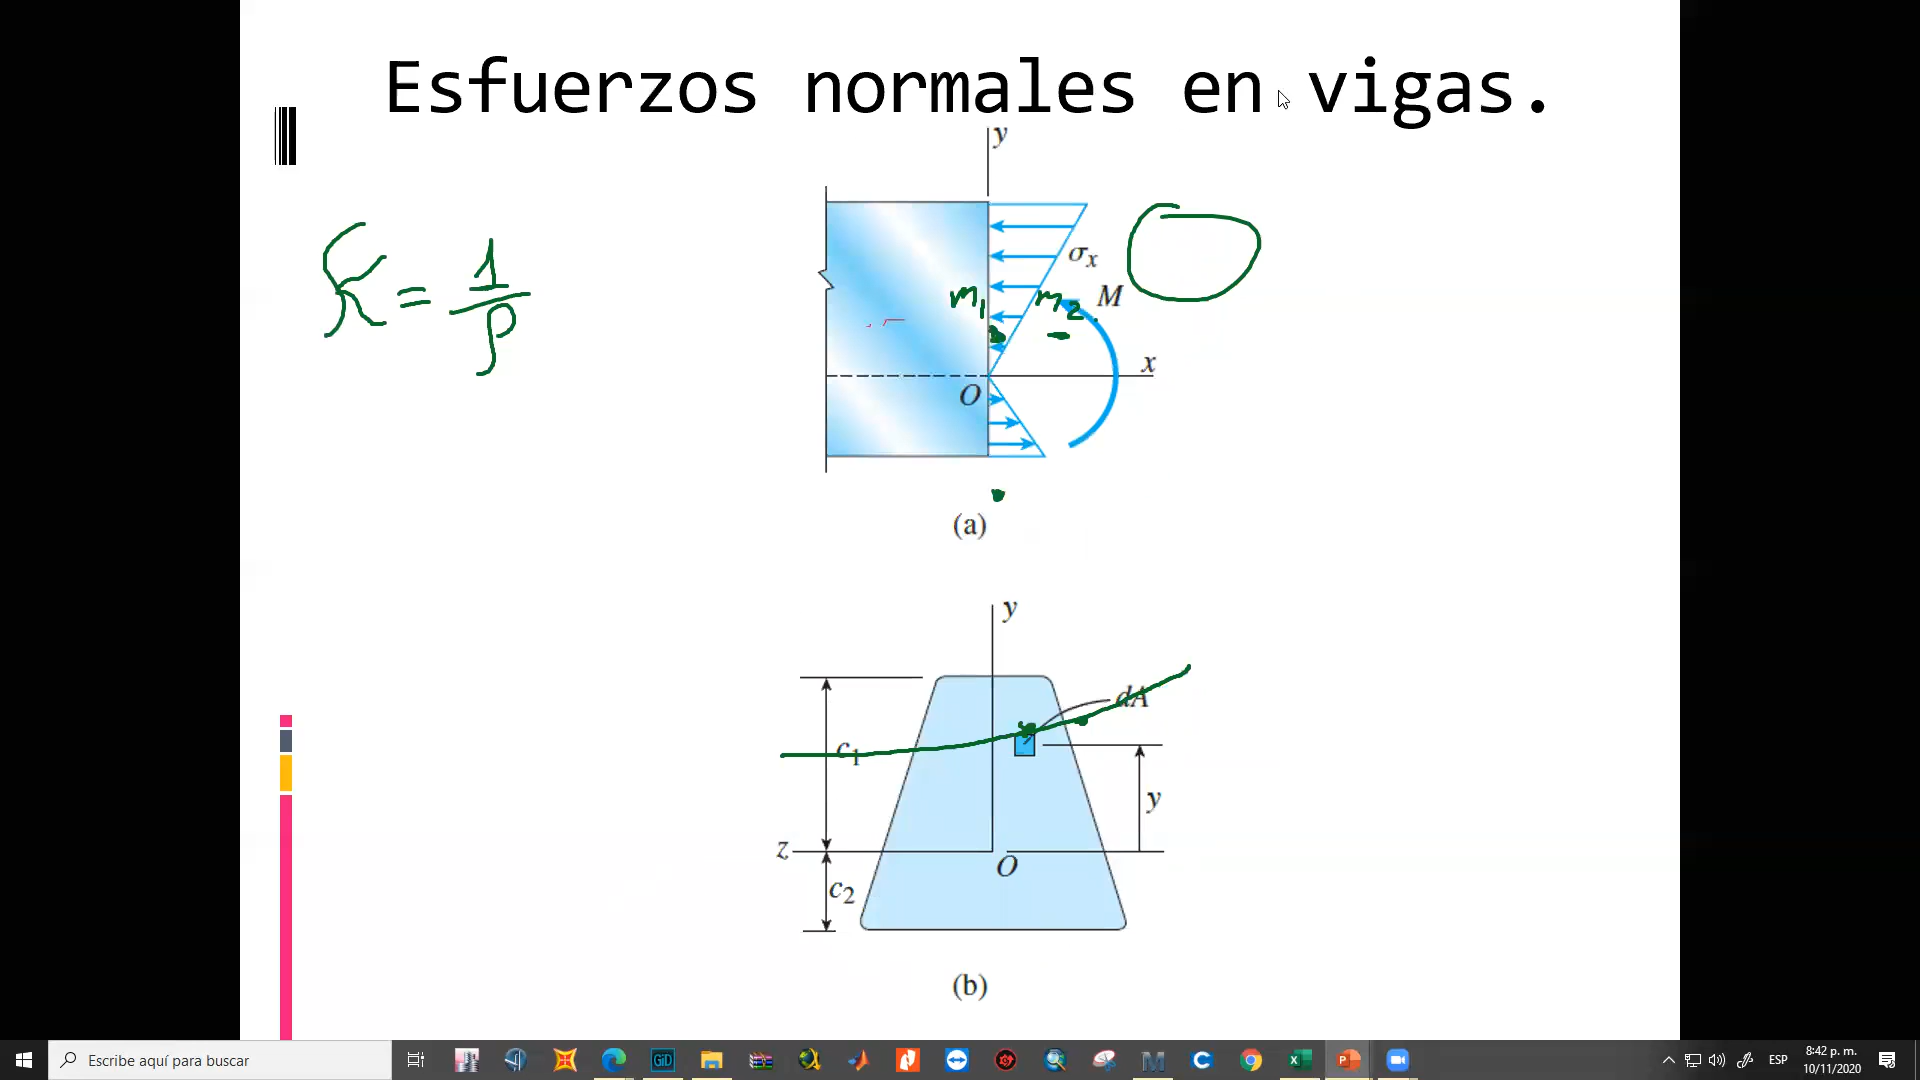 Esfuerzos normales en vigas.
y
κ = 1/ρ
σx
m1 m2 M
x
O
(a)
y
dA
c1
y
z
O
c2
(b)
Escribe aquí para buscar
GiD
ESP
8:42 p. m.
10/11/2020